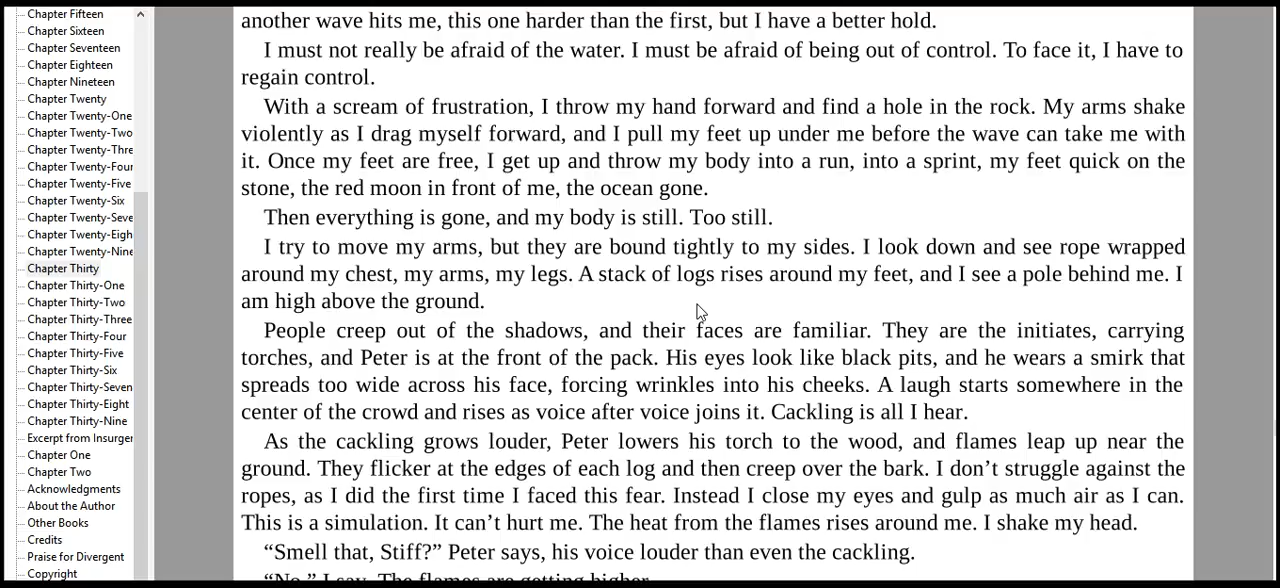 Chapter Fifteen
Chapter Sixteen
Chapter Seventeen
Chapter Eighteen
Chapter Nineteen
Chapter Twenty
Chapter Twenty-One
Chapter Twenty-Two
Chapter Twenty-Thre
Chapter Twenty-Four
Chapter Twenty-Five
Chapter Twenty-Six
Chapter Twenty-Seve
Chapter Twenty-Eigh
Chapter Twenty-Nine
Chapter Thirty
Chapter Thirty-One
Chapter Thirty-Two
Chapter Thirty-Three
Chapter Thirty-Four
Chapter Thirty-Five
Chapter Thirty-Six
Chapter Thirty-Seven
Chapter Thirty-Eight
Chapter Thirty-Nine
Excerpt from Insurger
Chapter One
Chapter Two
Acknowledgments
About the Author
Other Books
Credits
Praise for Divergent
Copyright
another wave hits me, this one harder than the first, but I have a better hold.
I must not really be afraid of the water. I must be afraid of being out of control. To face it, I have to
regain control.
With a scream of frustration, I throw my hand forward and find a hole in the rock. My arms shake
violently as I drag myself forward, and I pull my feet up under me before the wave can take me with
it. Once my feet are free, I get up and throw my body into a run, into a sprint, my feet quick on the
stone, the red moon in front of me, the ocean gone.
Then everything is gone, and my body is still. Too still.
I try to move my arms, but they are bound tightly to my sides. I look down and see rope wrapped
around my chest, my arms, my legs. A stack of logs rises around my feet, and I see a pole behind me. I
am high above the ground.
People creep out of the shadows, and their faces are familiar. They are the initiates, carrying
torches, and Peter is at the front of the pack. His eyes look like black pits, and he wears a smirk that
spreads too wide across his face, forcing wrinkles into his cheeks. A laugh starts somewhere in the
center of the crowd and rises as voice after voice joins it. Cackling is all I hear.
As the cackling grows louder, Peter lowers his torch to the wood, and flames leap up near the
ground. They flicker at the edges of each log and then creep over the bark. I don’t struggle against the
ropes, as I did the first time I faced this fear. Instead I close my eyes and gulp as much air as I can.
This is a simulation. It can’t hurt me. The heat from the flames rises around me. I shake my head.
“Smell that, Stiff?” Peter says, his voice louder than even the cackling.
“No,” I say. The flames are getting higher.